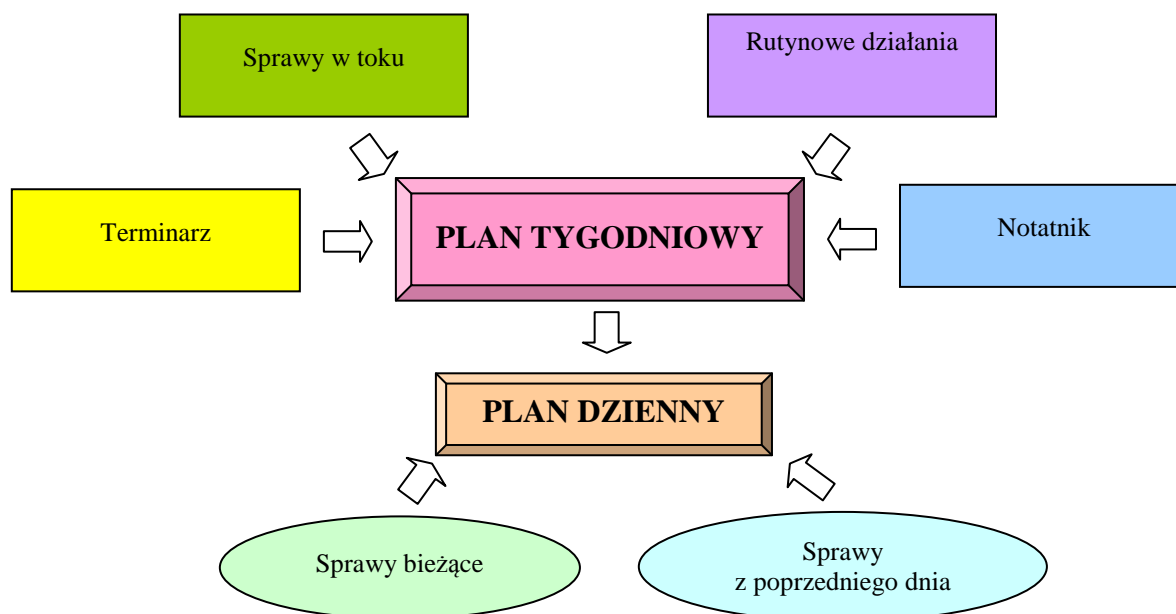 Sprawy w toku
Rutynowe działania
Terminarz
PLAN TYGODNIOWY
Notatnik
PLAN DZIENNY
Sprawy bieżące
Sprawy
z poprzedniego dnia